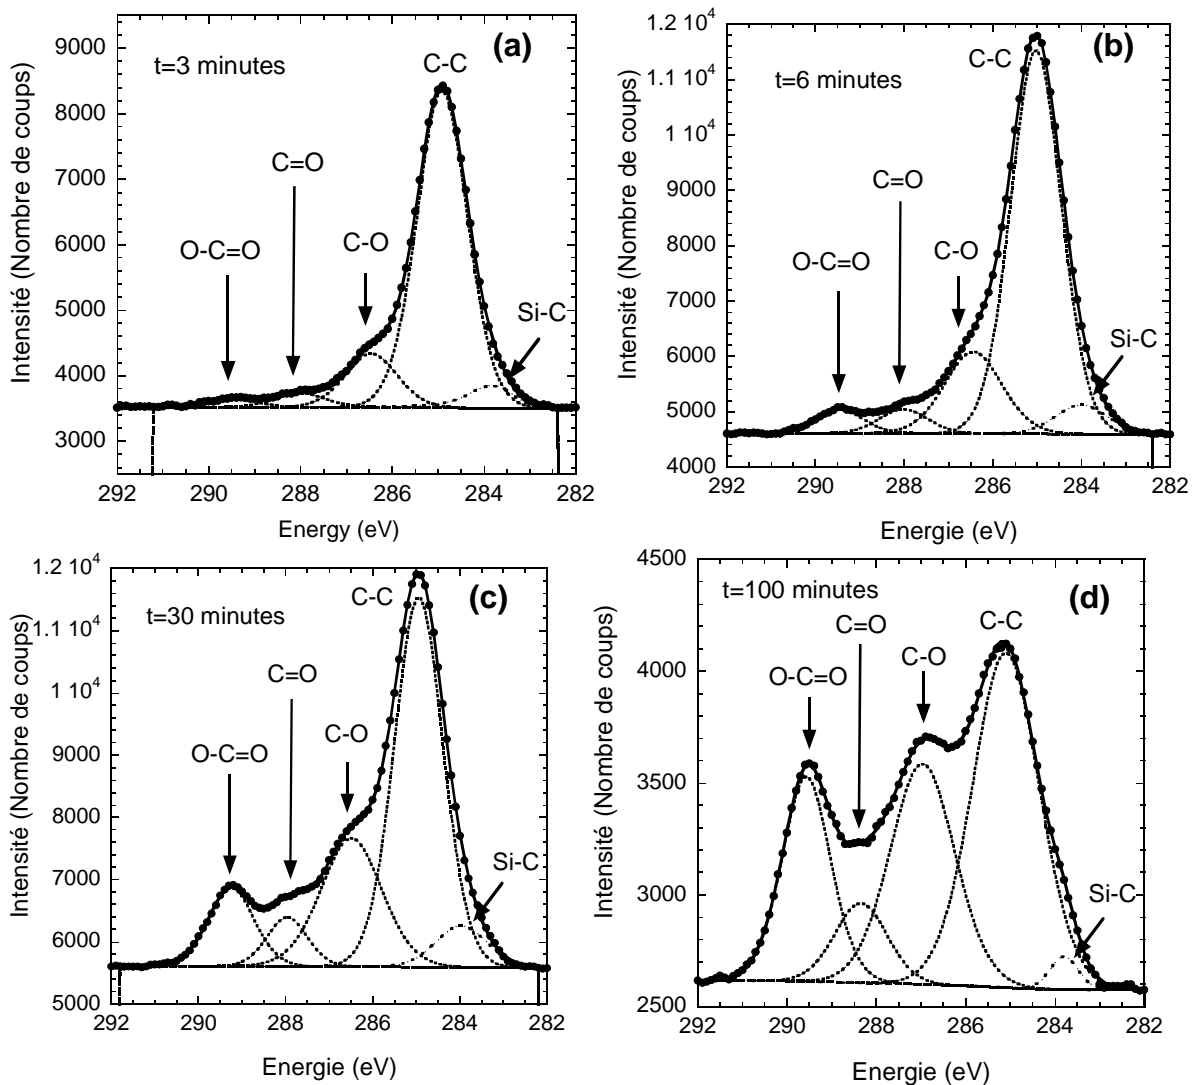 (a)
t=3 minutes
C-C
C=O
O-C=O
C-O
Si-C
Intensité (Nombre de coups)
9000
8000
7000
6000
5000
4000
3000
292 290 288 286 284 282
Energy (eV)
(b)
t=6 minutes
C-C
C=O
O-C=O
C-O
Si-C
Intensité (Nombre de coups)
1.2 10⁴
1.1 10⁴
1 10⁴
9000
8000
7000
6000
5000
4000
292 290 288 286 284 282
Energie (eV)
(c)
t=30 minutes
C-C
C=O
O-C=O
C-O
Si-C
Intensité (Nombre de coups)
1.2 10⁴
1.1 10⁴
1 10⁴
9000
8000
7000
6000
5000
292 290 288 286 284 282
Energie (eV)
(d)
t=100 minutes
C-C
C=O
C-O
O-C=O
Si-C
Intensité (Nombre de coups)
4500
4000
3500
3000
2500
292 290 288 286 284 282
Energie (eV)